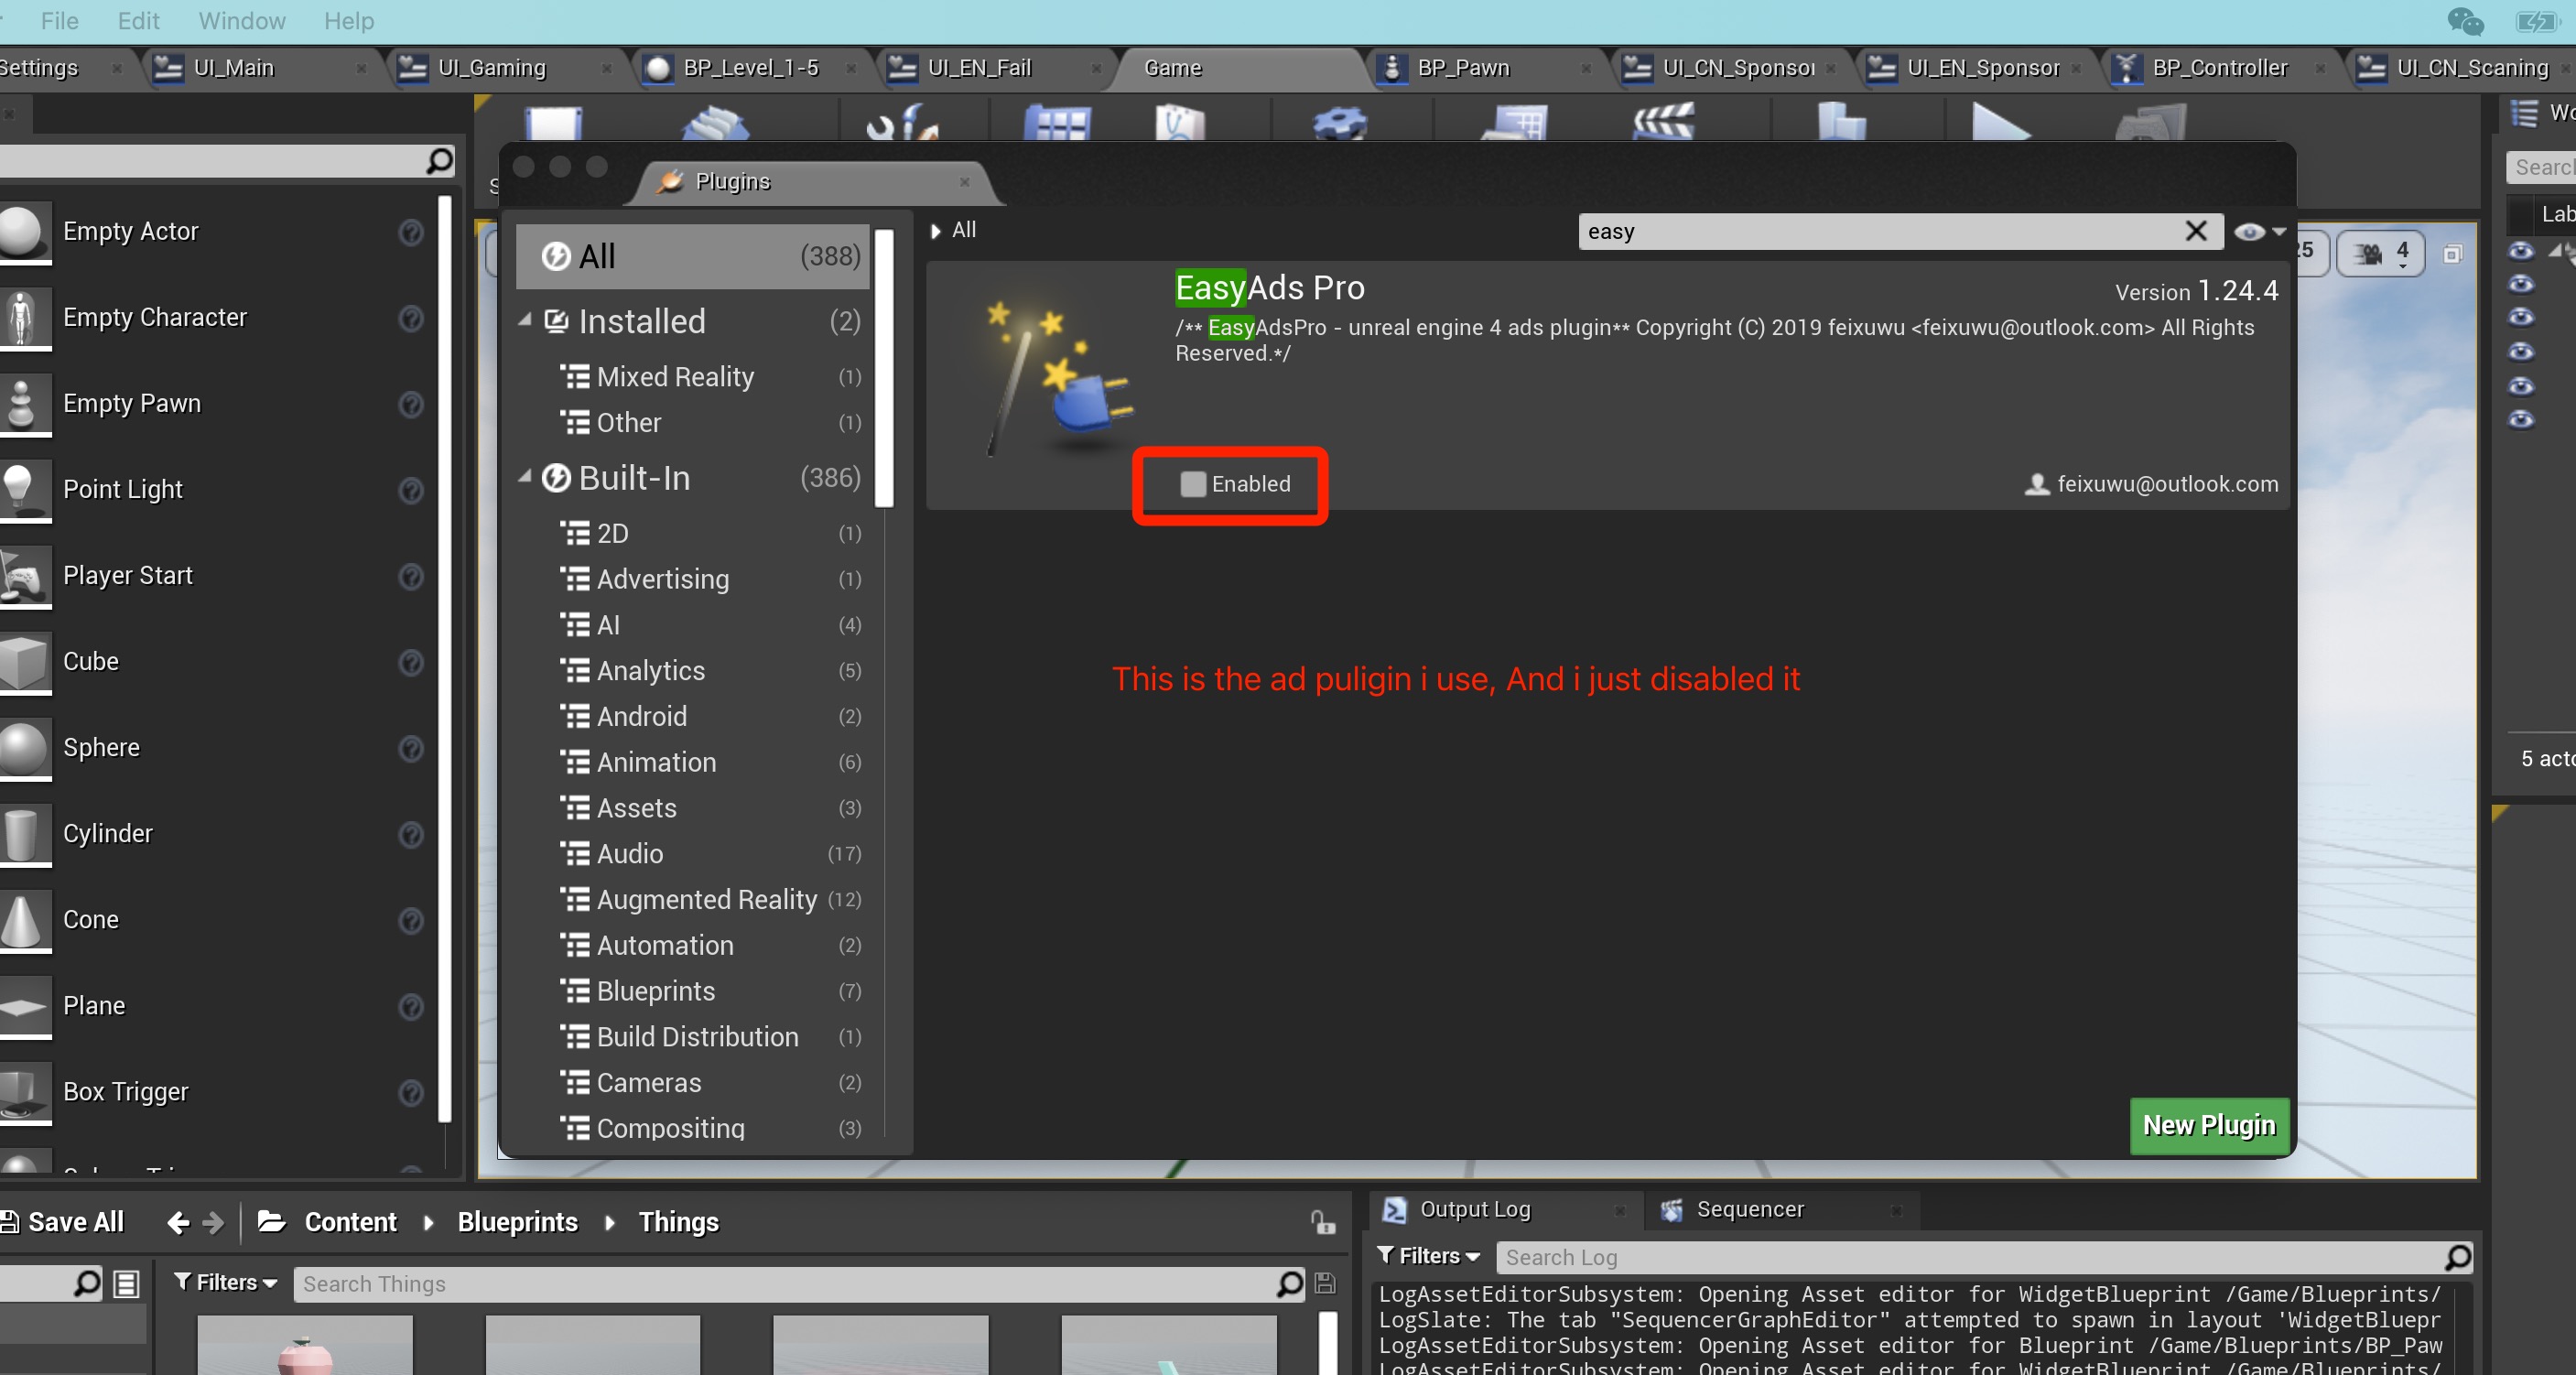 File Edit Window Help
Settings UI_Main UI_Gaming BP_Level_1-5 UI_EN_Fail Game BP_Pawn UI_CN_Sponso UI_EN_Sponsor BP_Controller UI_CN_Scaning
Plugins
Empty Actor
Empty Character
Empty Pawn
Point Light
Player Start
Cube
Sphere
Cylinder
Cone
Plane
Box Trigger
All (388)
Installed (2)
Mixed Reality (1)
Other (1)
Built-In (386)
2D (1)
Advertising (1)
AI (4)
Analytics (5)
Android (2)
Animation (6)
Assets (3)
Audio (17)
Augmented Reality (12)
Automation (2)
Blueprints (7)
Build Distribution (1)
Cameras (2)
Compositing (3)
All
easy
EasyAds Pro
Version 1.24.4
/** EasyAdsPro - unreal engine 4 ads plugin** Copyright (C) 2019 feixuwu <feixuwu@outlook.com> All Rights
Reserved.*/
Enabled
feixuwu@outlook.com
This is the ad puligin i use, And i just disabled it
New Plugin
4
Wo
Search
Lab
5 acto
Save All Content Blueprints Things
Filters Search Things
Output Log Sequencer
Filters Search Log
LogAssetEditorSubsystem: Opening Asset editor for WidgetBlueprint /Game/Blueprints/
LogSlate: The tab "SequencerGraphEditor" attempted to spawn in layout 'WidgetBluepr
LogAssetEditorSubsystem: Opening Asset editor for Blueprint /Game/Blueprints/BP_Paw
LogAssetEditorSubsystem: Opening Asset editor for WidgetBlueprint /Game/Blueprints/